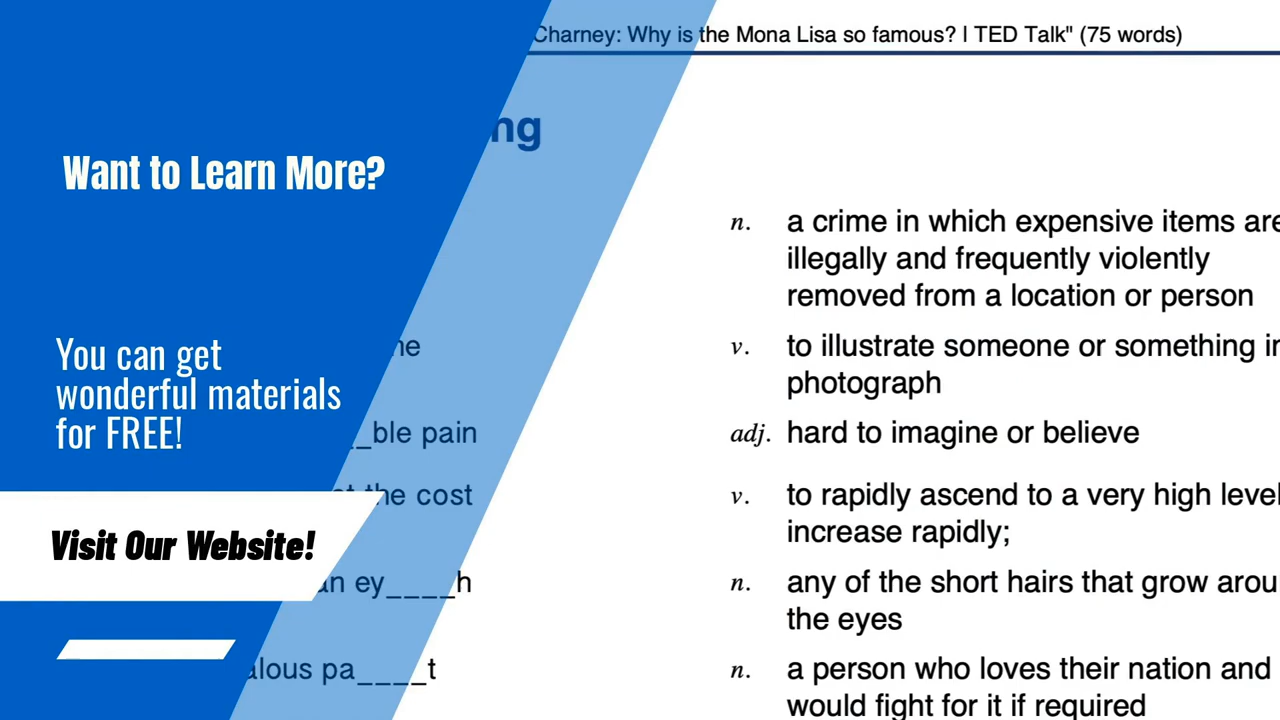 Charney: Why is the Mona Lisa so famous? | TED Talk" (75 words)
Want to Learn More?
You can get
wonderful materials
for FREE!
Visit Our Website!
ng
n. a crime in which expensive items are
illegally and frequently violently
removed from a location or person
ne
v. to illustrate someone or something in
photograph
_ble pain
adj. hard to imagine or believe
the cost
v. to rapidly ascend to a very high level
increase rapidly;
an ey____h
n. any of the short hairs that grow arou
the eyes
alous pa____t
n. a person who loves their nation and
would fight for it if required